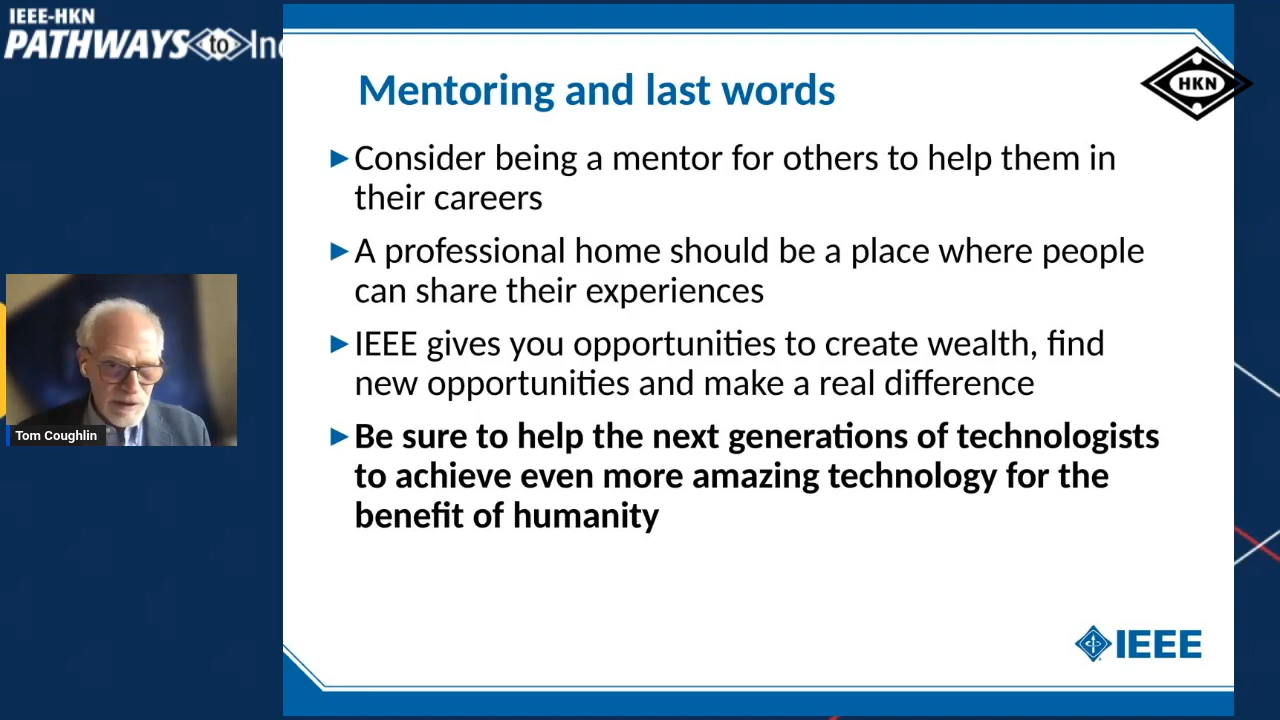 IEEE-HKN
PATHWAYS to Ind
HKN
Mentoring and last words
Consider being a mentor for others to help them in
their careers
A professional home should be a place where people
can share their experiences
IEEE gives you opportunities to create wealth, find
new opportunities and make a real difference
Be sure to help the next generations of technologists
to achieve even more amazing technology for the
benefit of humanity
Tom Coughlin
IEEE